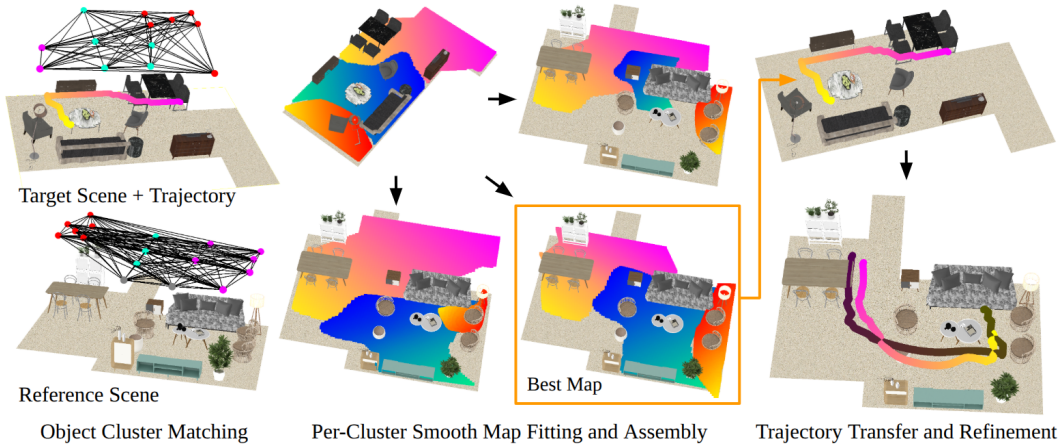 Target Scene + Trajectory
Reference Scene
Best Map
Object Cluster Matching
Per-Cluster Smooth Map Fitting and Assembly
Trajectory Transfer and Refinement